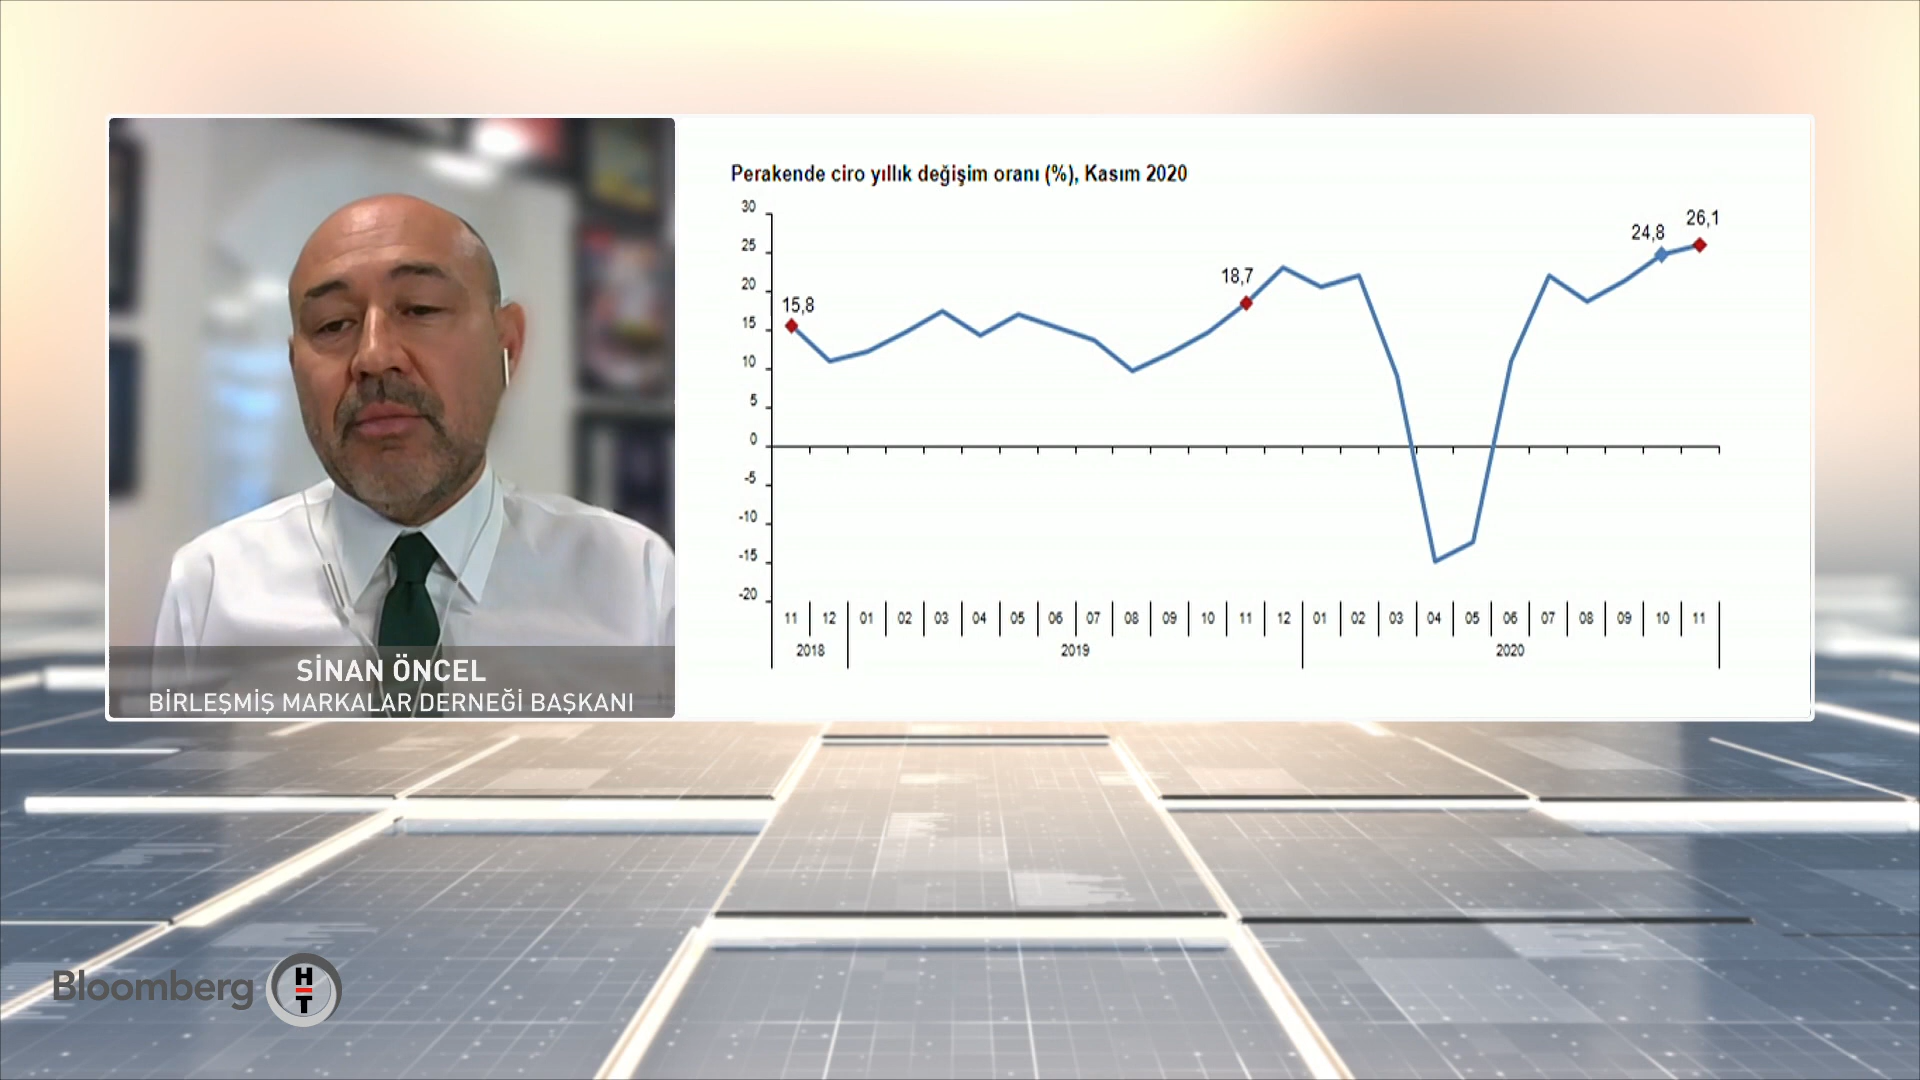 Perakende ciro yıllık değişim oranı (%), Kasım 2020
30
25
20
15
10
5
0
-5
-10
-15
-20
15,8
18,7
24,8
26,1
11 12 01 02 03 04 05 06 07 08 09 10 11 12 01 02 03 04 05 06 07 08 09 10 11
2018 2019 2020
SİNAN ÖNCEL
BİRLEŞMİŞ MARKALAR DERNEĞİ BAŞKANI
Bloomberg HT